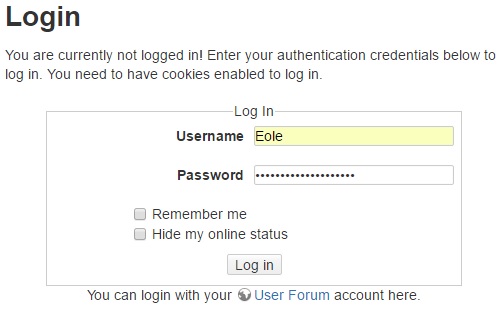 Login
You are currently not logged in! Enter your authentication credentials below to
log in. You need to have cookies enabled to log in.
Log In
Username Eole
Password ••••••••••••••••••••
Remember me
Hide my online status
Log in
You can login with your User Forum account here.